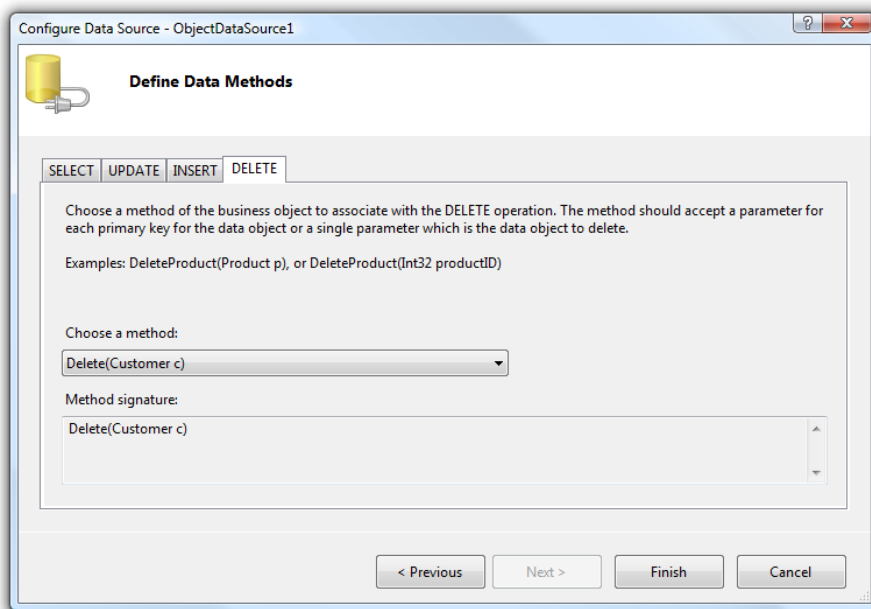 Configure Data Source - ObjectDataSource1
Define Data Methods
SELECT UPDATE INSERT DELETE
Choose a method of the business object to associate with the DELETE operation. The method should accept a parameter for
each primary key for the data object or a single parameter which is the data object to delete.
Examples: DeleteProduct(Product p), or DeleteProduct(Int32 productID)
Choose a method:
Delete(Customer c)
Method signature:
Delete(Customer c)
< Previous Next > Finish Cancel